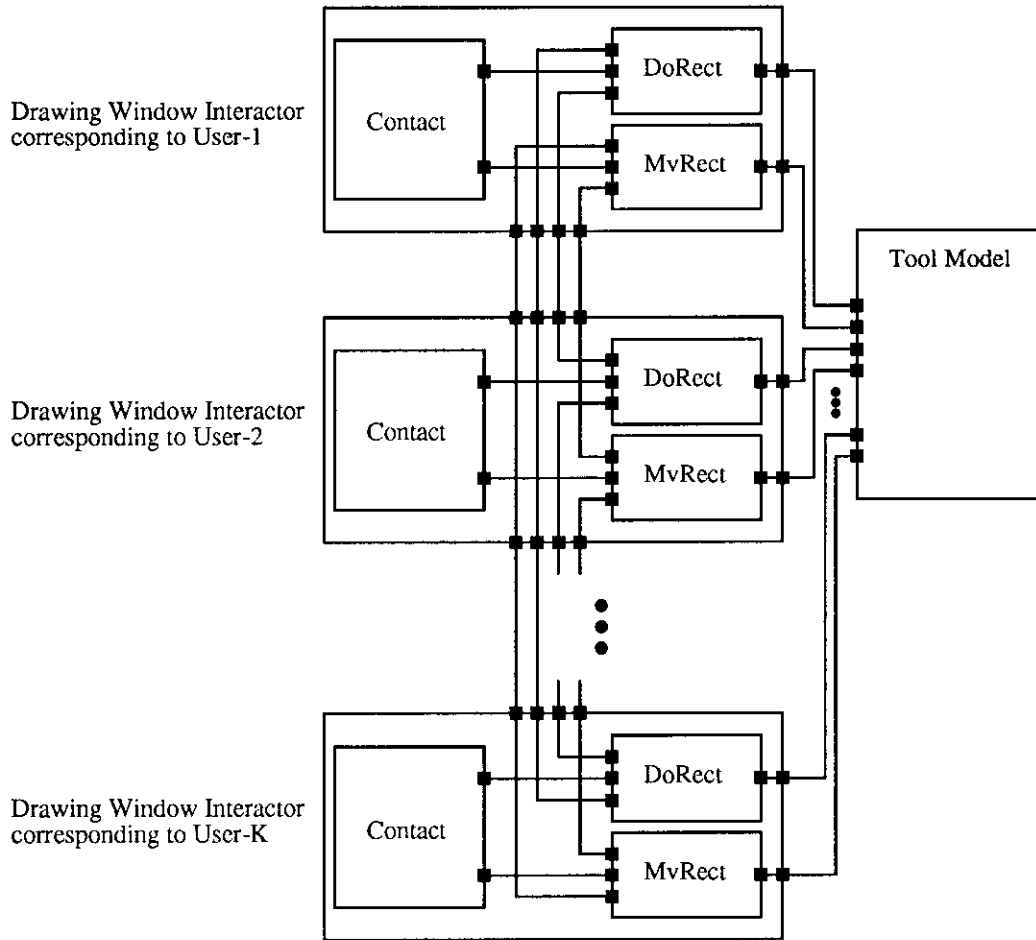 DoRect
Drawing Window Interactor
corresponding to User-1
Contact
MvRect
Tool Model
DoRect
Drawing Window Interactor
corresponding to User-2
Contact
MvRect
DoRect
Drawing Window Interactor
corresponding to User-K
Contact
MvRect